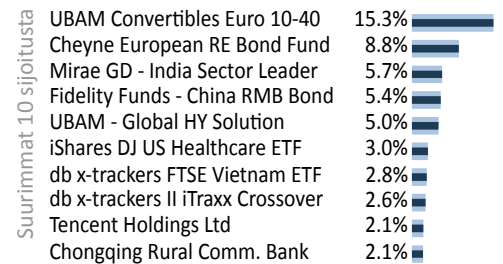 Suurimmat 10 sijoitusta
UBAM Convertibles Euro 10-40 15.3%
Cheyne European RE Bond Fund 8.8%
Mirae GD - India Sector Leader 5.7%
Fidelity Funds - China RMB Bond 5.4%
UBAM - Global HY Solution 5.0%
iShares DJ US Healthcare ETF 3.0%
db x-trackers FTSE Vietnam ETF 2.8%
db x-trackers II iTraxx Crossover 2.6%
Tencent Holdings Ltd 2.1%
Chongqing Rural Comm. Bank 2.1%